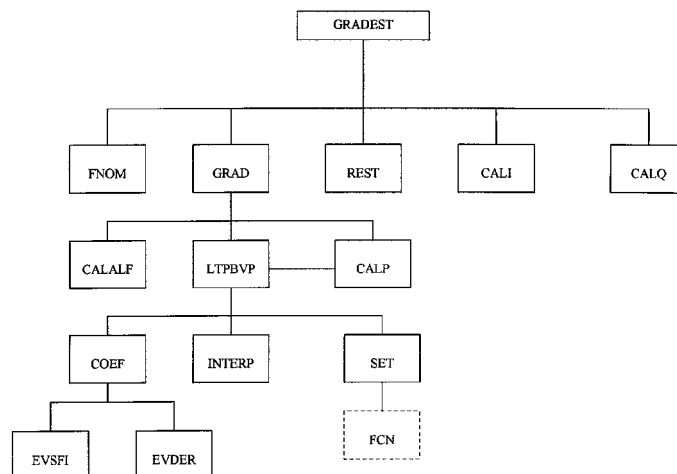 GRADEST
FNOM GRAD REST CALI CALQ
CALALF LTPBVP CALP
COEF INTERP SET
EVSFI EVDER FCN